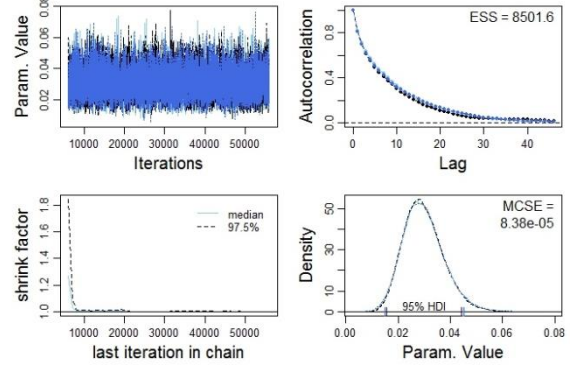 0.08
0.04
0.02
Param. Value
10000 20000 30000 40000 50000
Iterations
ESS = 8501.6
0.8
0.4
0.0
Autocorrelation
0 10 20 30 40
Lag
1.8
1.6
1.4
1.2
1.0
shrink factor
median
97.5%
10000 20000 30000 40000 50000
last iteration in chain
MCSE =
8.38e-05
50
30
10
0
Density
95% HDI
0.00 0.02 0.04 0.06 0.08
Param. Value